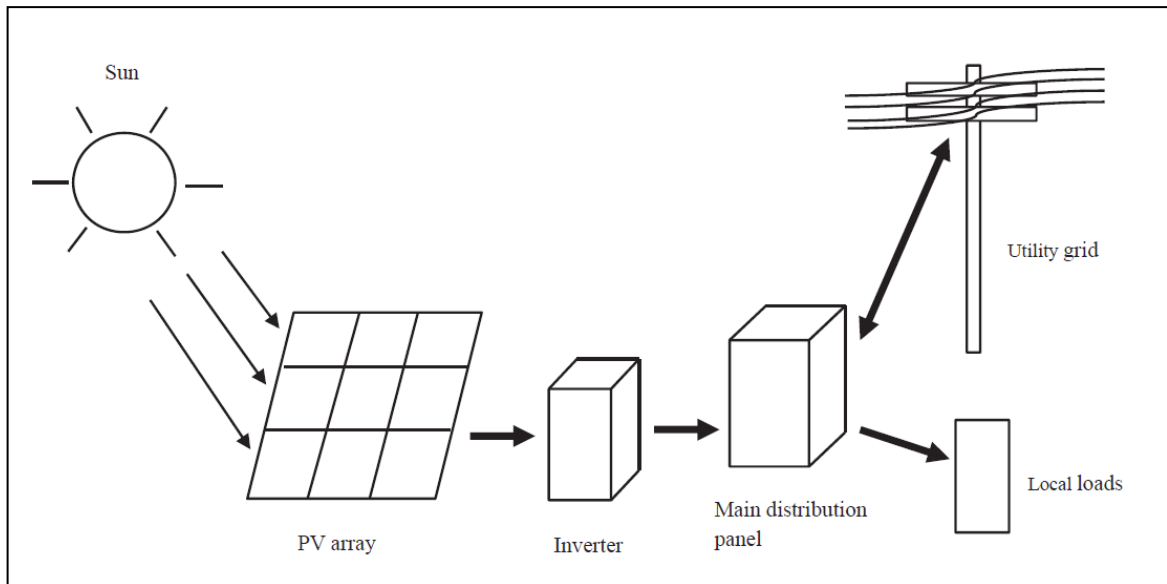 Sun
Utility grid
Local loads
Main distribution
panel
Inverter
PV array